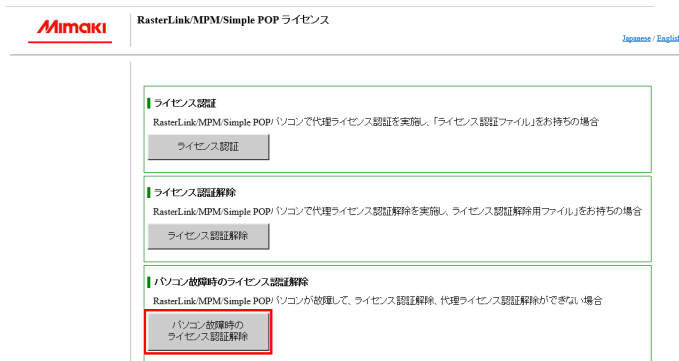 Mimaki
RasterLink/MPM/Simple POP ライセンス
Japanese / English
ライセンス認証
RasterLink/MPM/Simple POPパソコンで代理ライセンス認証を実施し、「ライセンス認証ファイル」をお持ちの場合
ライセンス認証
ライセンス認証解除
RasterLink/MPM/Simple POPパソコンで代理ライセンス認証解除を実施し、ライセンス認証解除用ファイル」をお持ちの場合
ライセンス認証解除
パソコン故障時のライセンス認証解除
RasterLink/MPM/Simple POPパソコンが故障して、ライセンス認証解除、代理ライセンス認証解除ができない場合
パソコン故障時の
ライセンス認証解除